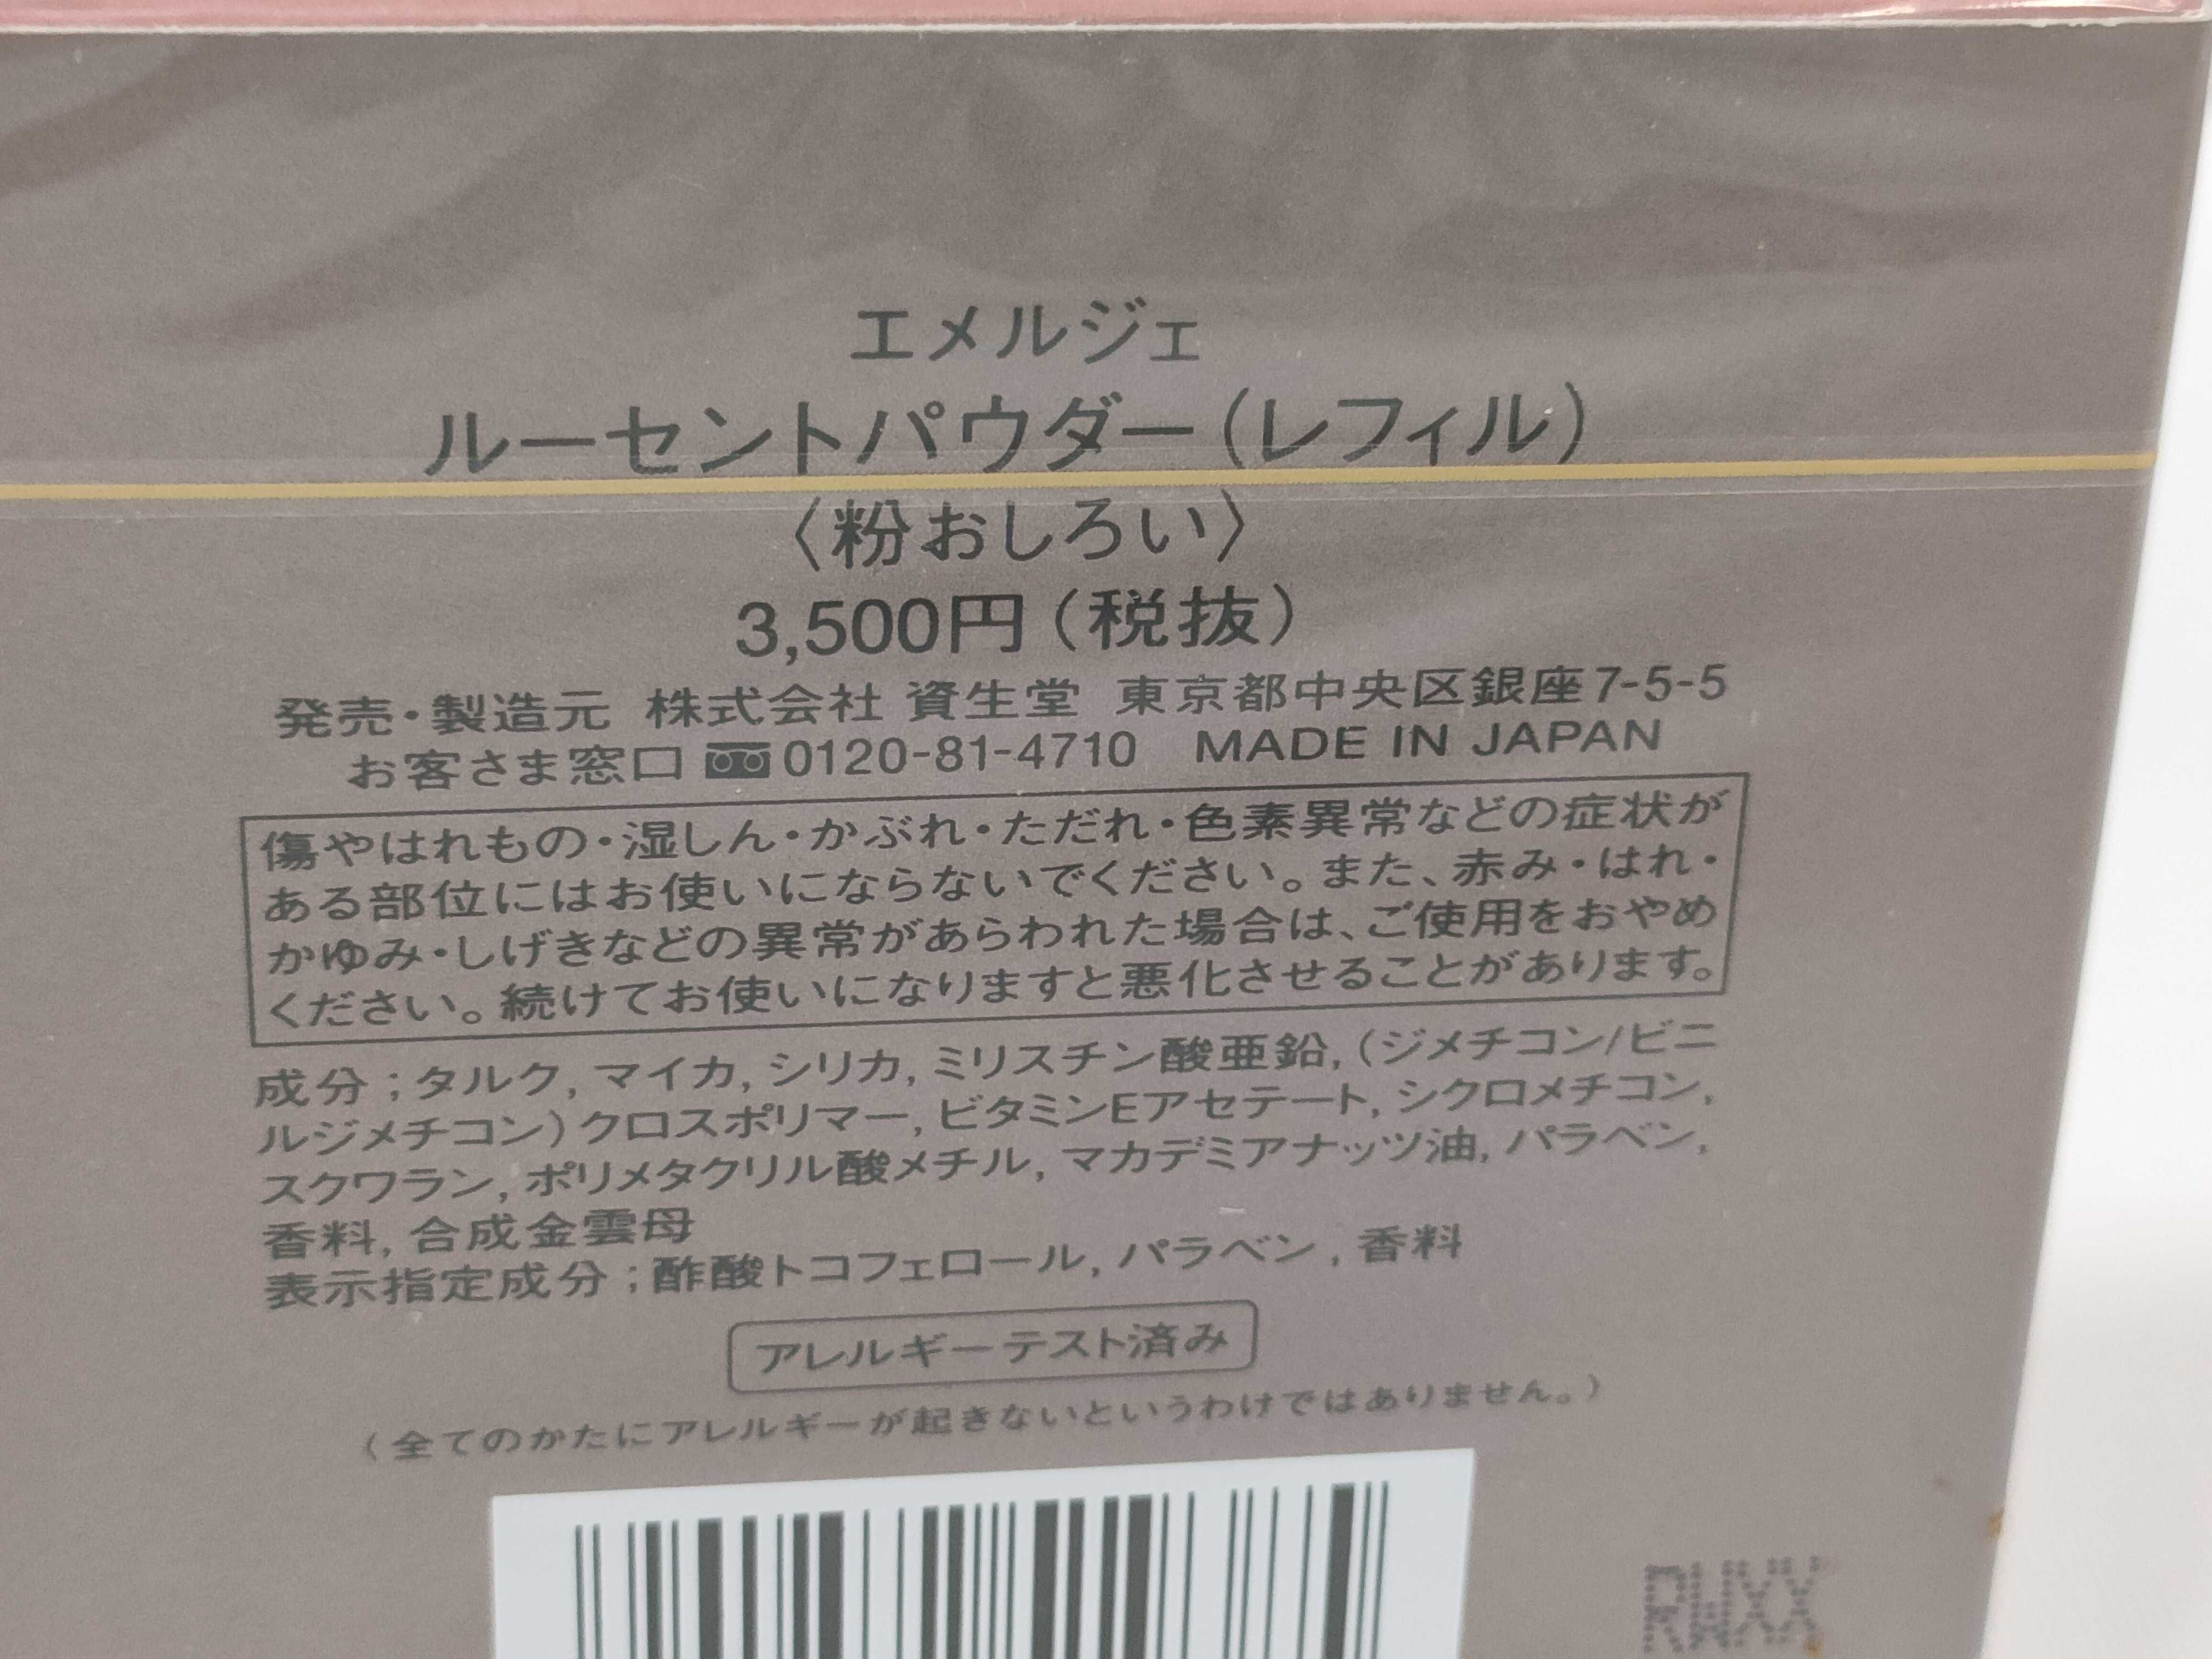 エメルジェ
ルーセントパウダー(レフィル)
〈粉おしろい〉
3,500円(税抜)
発売・製造元 株式会社 資生堂 東京都中央区銀座7-5-5
お客さま窓口 0120-81-4710 MADE IN JAPAN
傷やはれもの・湿しん・かぶれ・ただれ・色素異常などの症状が
ある部位にはお使いにならないでください。また、赤み・はれ・
かゆみ・しげきなどの異常があらわれた場合は、ご使用をおやめ
ください。続けてお使いになりますと悪化させることがあります。
成分;タルク,マイカ,シリカ,ミリスチン酸亜鉛,(ジメチコン/ビニ
ルジメチコン)クロスポリマー,ビタミンEアセテート,シクロメチコン,
スクワラン,ポリメタクリル酸メチル,マカデミアナッツ油,パラベン,
香料,合成金雲母
表示指定成分;酢酸トコフェロール,パラベン,香料
アレルギーテスト済み
(全てのかたにアレルギーが起きないというわけではありません。)